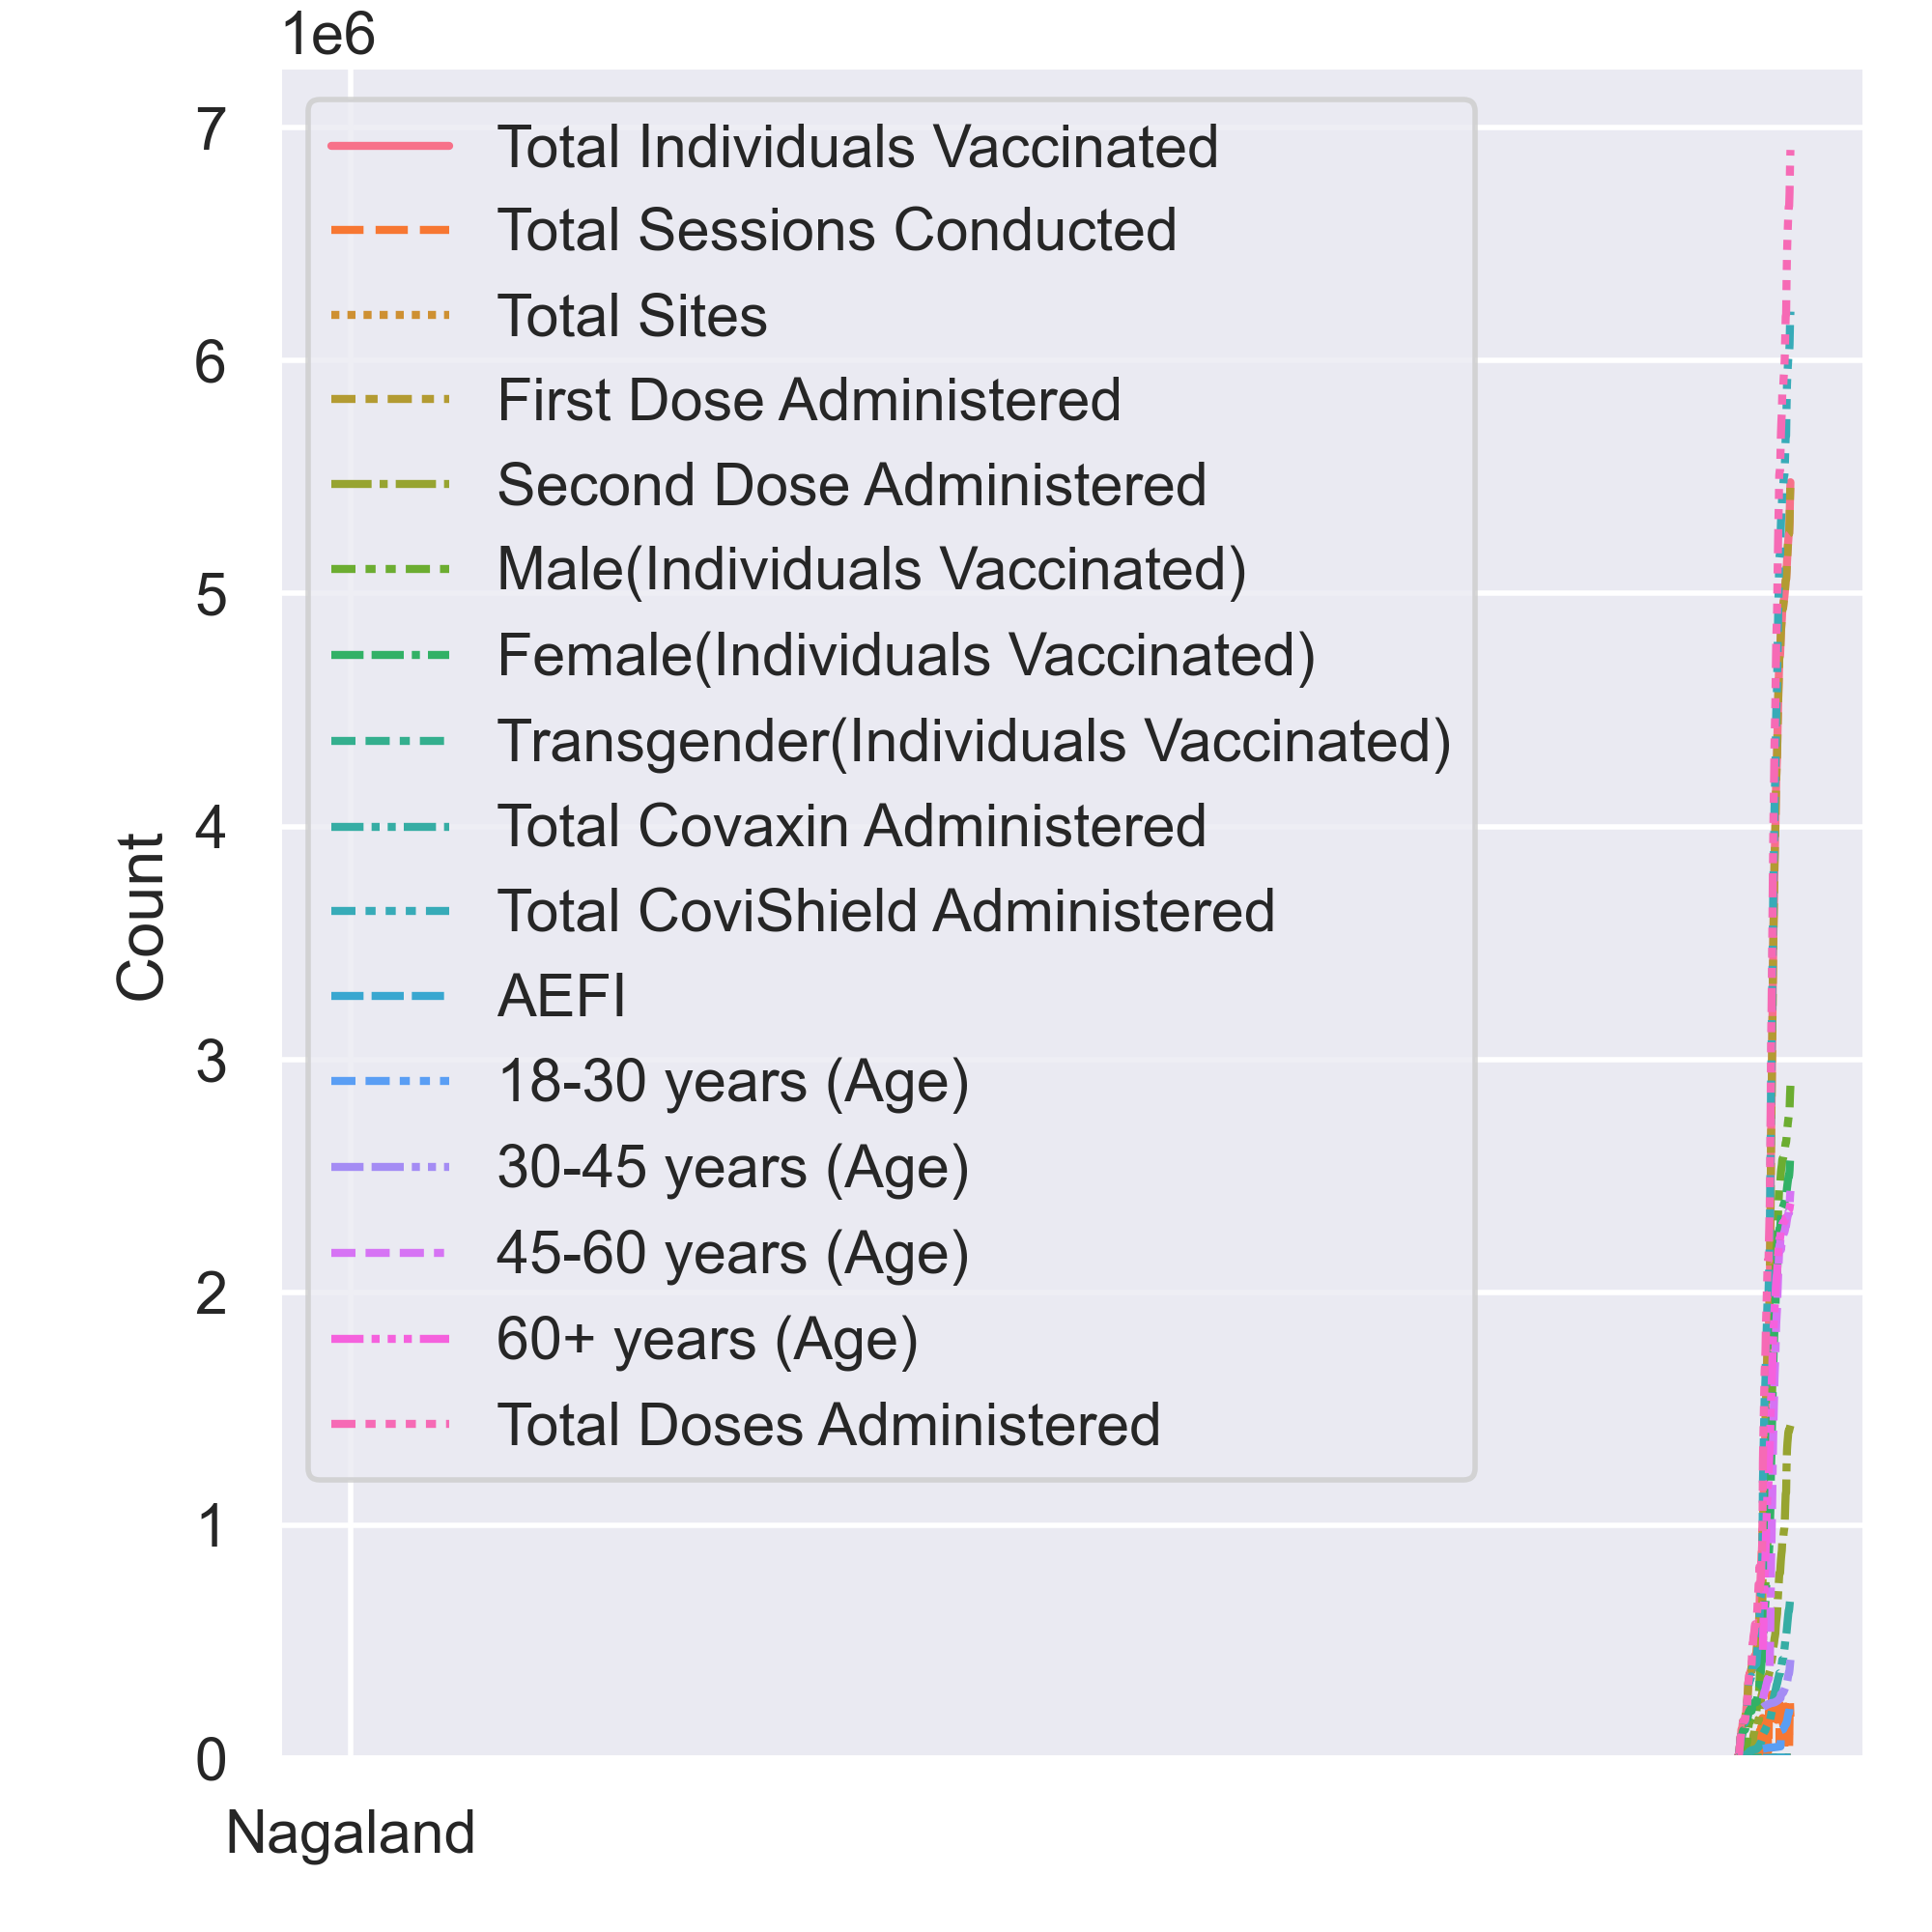 1e6
7
6
5
4
3
2
1
0
Count
Total Individuals Vaccinated
Total Sessions Conducted
Total Sites
First Dose Administered
Second Dose Administered
Male(Individuals Vaccinated)
Female(Individuals Vaccinated)
Transgender(Individuals Vaccinated)
Total Covaxin Administered
Total CoviShield Administered
AEFI
18-30 years (Age)
30-45 years (Age)
45-60 years (Age)
60+ years (Age)
Total Doses Administered
Nagaland